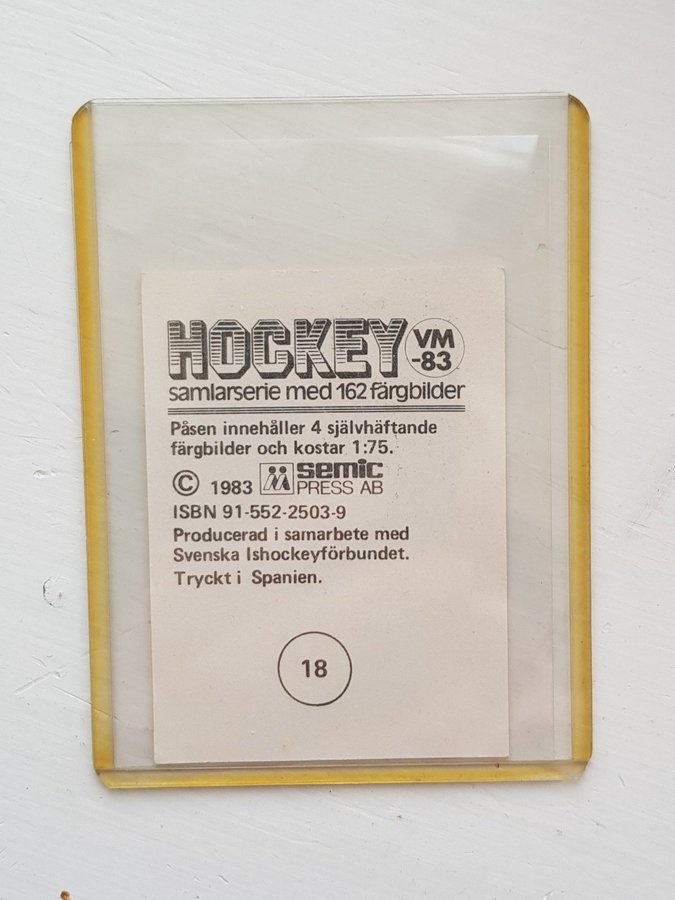 HOCKEY VM -83
samlarserie med 162 färgbilder
Påsen innehåller 4 självhäftande
färgbilder och kostar 1:75.
© 1983 semic PRESS AB
ISBN 91-552-2503-9
Producerad i samarbete med
Svenska Ishockeyförbundet.
Tryckt i Spanien.
18